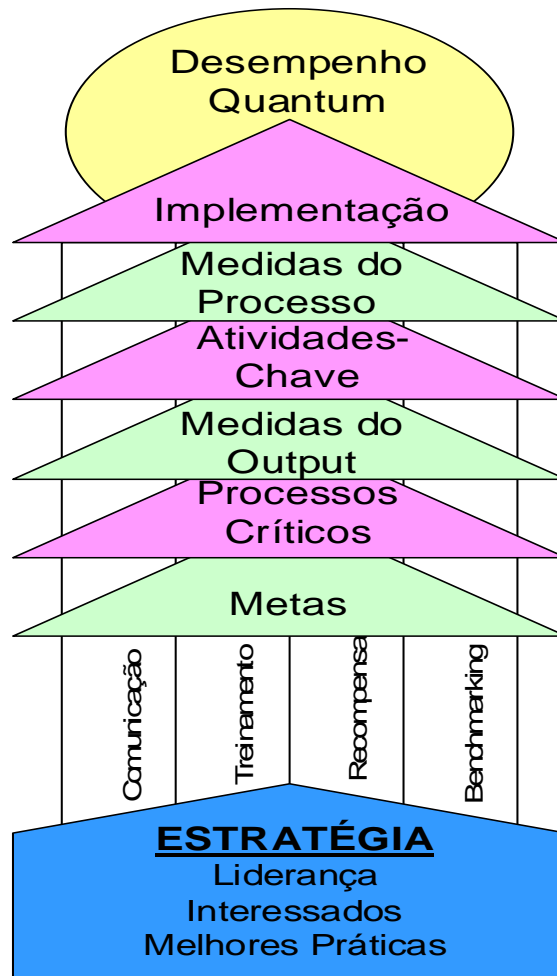 Desempenho
Quantum
Implementação
Medidas do
Processo
Atividades-
Chave
Medidas do
Output
Processos
Críticos
Metas
Comunicação
Treinamento
Recompensa
Benchmarking
ESTRATÉGIA
Liderança
Interessados
Melhores Práticas